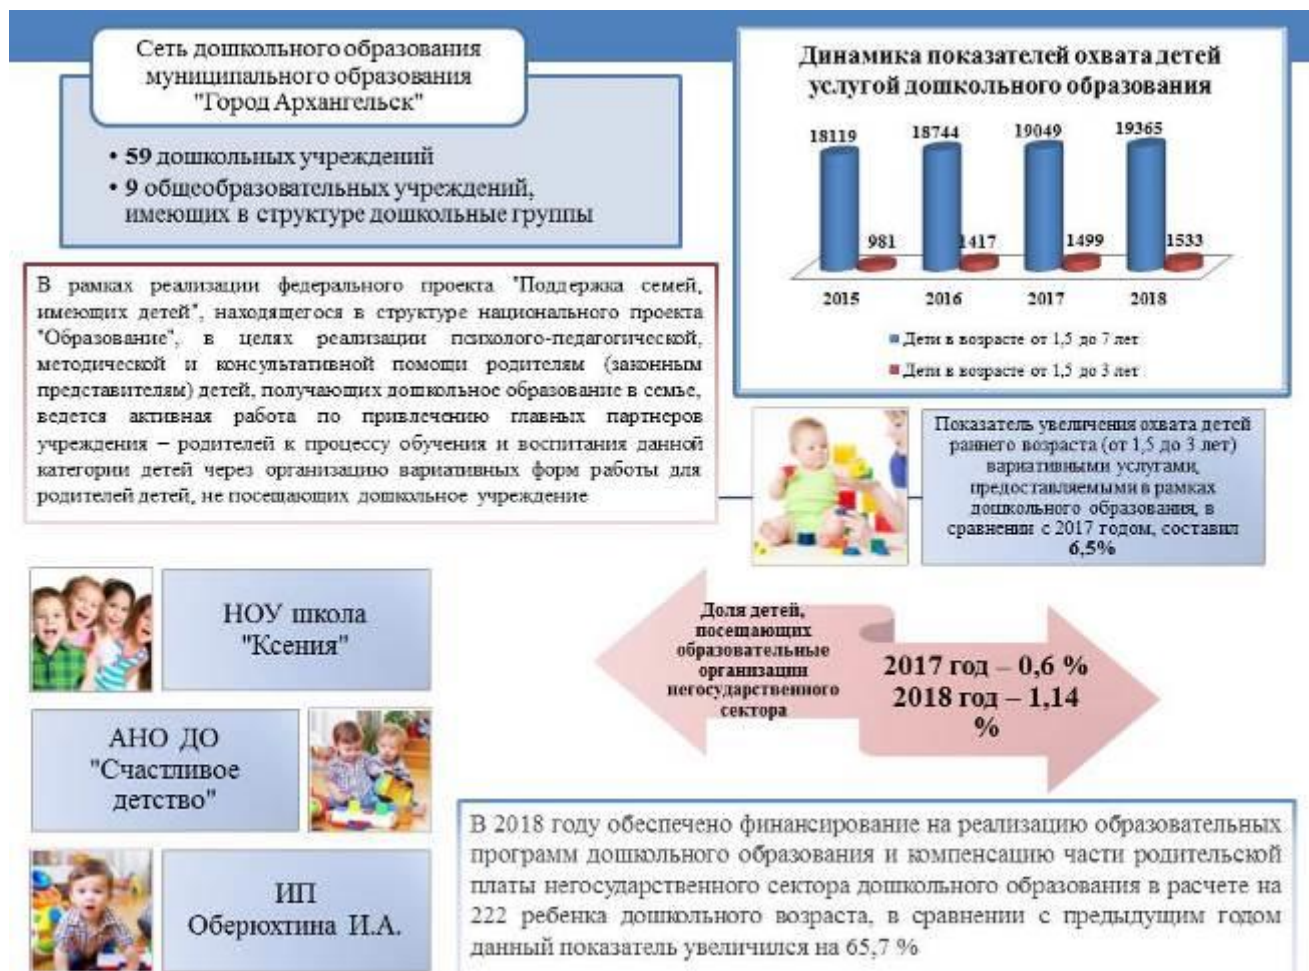 Сеть дошкольного образования
муниципального образования
"Город Архангельск"
• 59 дошкольных учреждений
• 9 общеобразовательных учреждений,
имеющих в структуре дошкольные группы
Динамика показателей охвата детей
услугой дошкольного образования
18119
18744
19049
19365
981
1417
1499
1533
2015
2016
2017
2018
Дети в возрасте от 1,5 до 7 лет
Дети в возрасте от 1,5 до 3 лет
В рамках реализации федерального проекта "Поддержка семей,
имеющих детей", находящегося в структуре национального проекта
"Образование", в целях реализации психолого-педагогической,
методической и консультативной помощи родителям (законным
представителям) детей, получающих дошкольное образование в семье,
ведется активная работа по привлечению главных партнеров
учреждения – родителей к процессу обучения и воспитания данной
категории детей через организацию вариативных форм работы для
родителей детей, не посещающих дошкольное учреждение
Показатель увеличения охвата детей
раннего возраста (от 1,5 до 3 лет)
вариативными услугами,
предоставляемыми в рамках
дошкольного образования, в
сравнении с 2017 годом, составил
6,5%
НОУ школа
"Ксения"
АНО ДО
"Счастливое
детство"
ИП
Оберюхтина И.А.
Доля детей,
посещающих
образовательные
организации
негосударственного
сектора
2017 год – 0,6 %
2018 год – 1,14
%
В 2018 году обеспечено финансирование на реализацию образовательных
программ дошкольного образования и компенсацию части родительской
платы негосударственного сектора дошкольного образования в расчете на
222 ребенка дошкольного возраста, в сравнении с предыдущим годом
данный показатель увеличился на 65,7 %